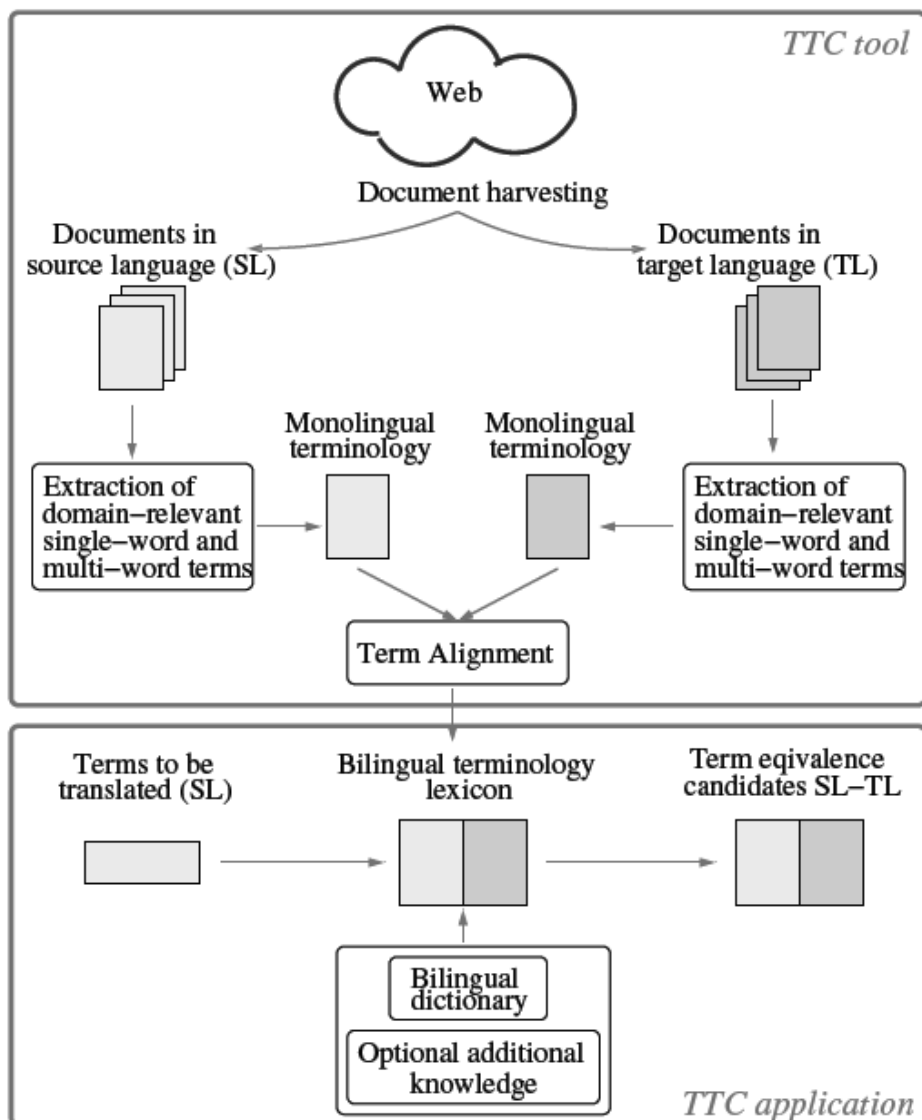 TTC tool
Web
Document harvesting
Documents in
source language (SL)
Documents in
target language (TL)
Monolingual
terminology
Monolingual
terminology
Extraction of
domain–relevant
single–word and
multi–word terms
Extraction of
domain–relevant
single–word and
multi–word terms
Term Alignment
Terms to be
translated (SL)
Bilingual terminology
lexicon
Term eqivalence
candidates SL–TL
Bilingual
dictionary
Optional additional
knowledge
TTC application